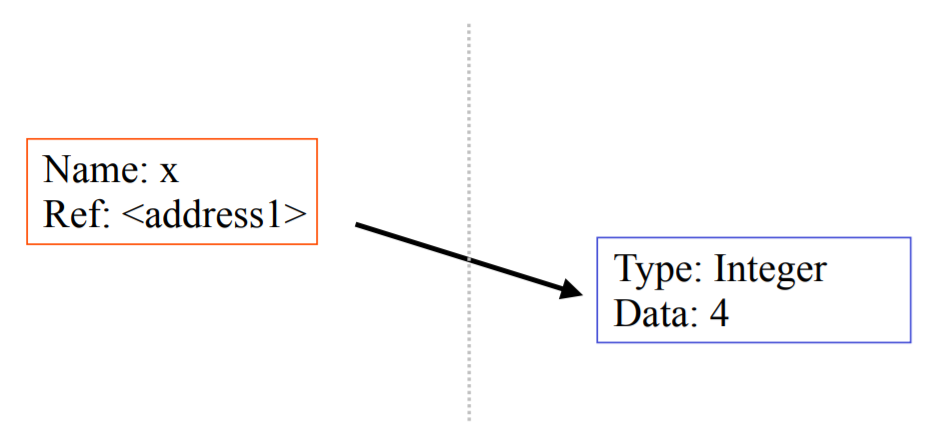 Name: x
Ref: <address1>
Type: Integer
Data: 4